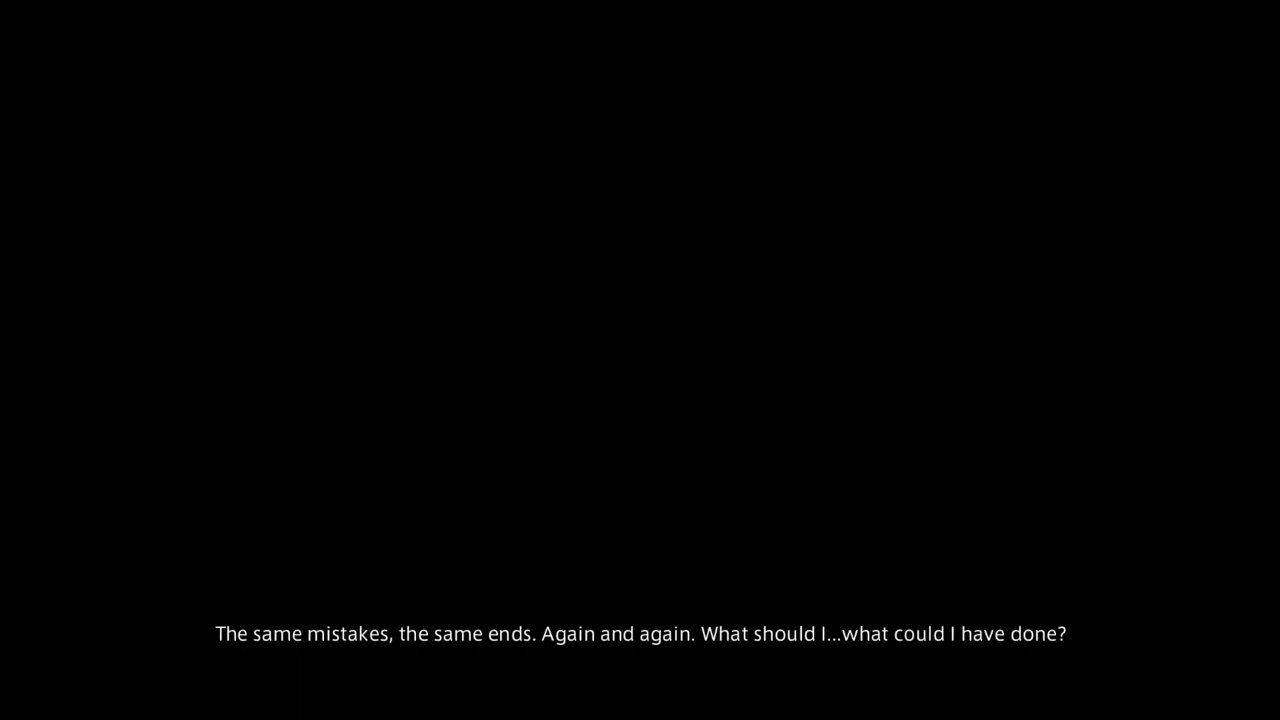 The same mistakes, the same ends. Again and again. What should I...what could I have done?